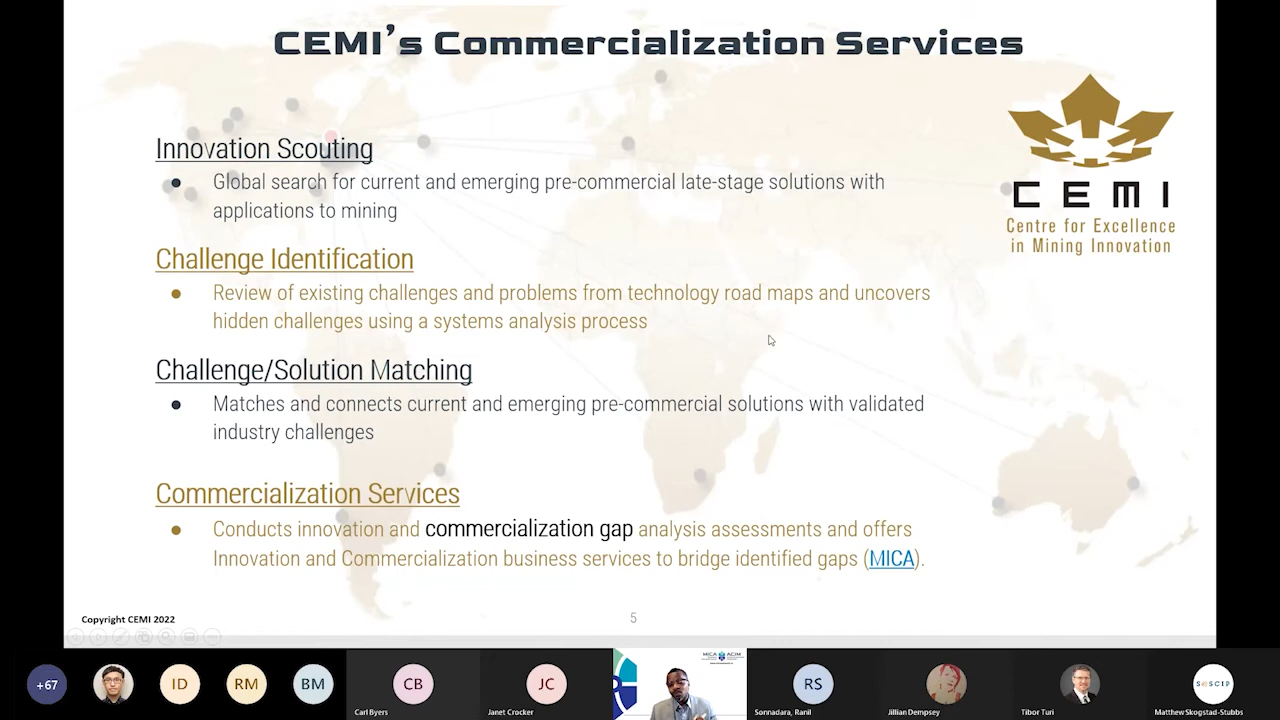 CEMI's Commercialization Services
Innovation Scouting
• Global search for current and emerging pre-commercial late-stage solutions with
applications to mining
Challenge Identification
• Review of existing challenges and problems from technology road maps and uncovers
hidden challenges using a systems analysis process
Challenge/Solution Matching
• Matches and connects current and emerging pre-commercial solutions with validated
industry challenges
Commercialization Services
• Conducts innovation and commercialization gap analysis assessments and offers
Innovation and Commercialization business services to bridge identified gaps (MICA).
CEMI
Centre for Excellence
in Mining Innovation
Copyright CEMI 2022
5
+67
ID
RM
BM
CB
Carl Byers
JC
Janet Crocker
MICA ACIM
RS
Sonnadara, Ranil
Jillian Dempsey
Tibor Turi
SOSCIP
Matthew Skogstad-Stubbs